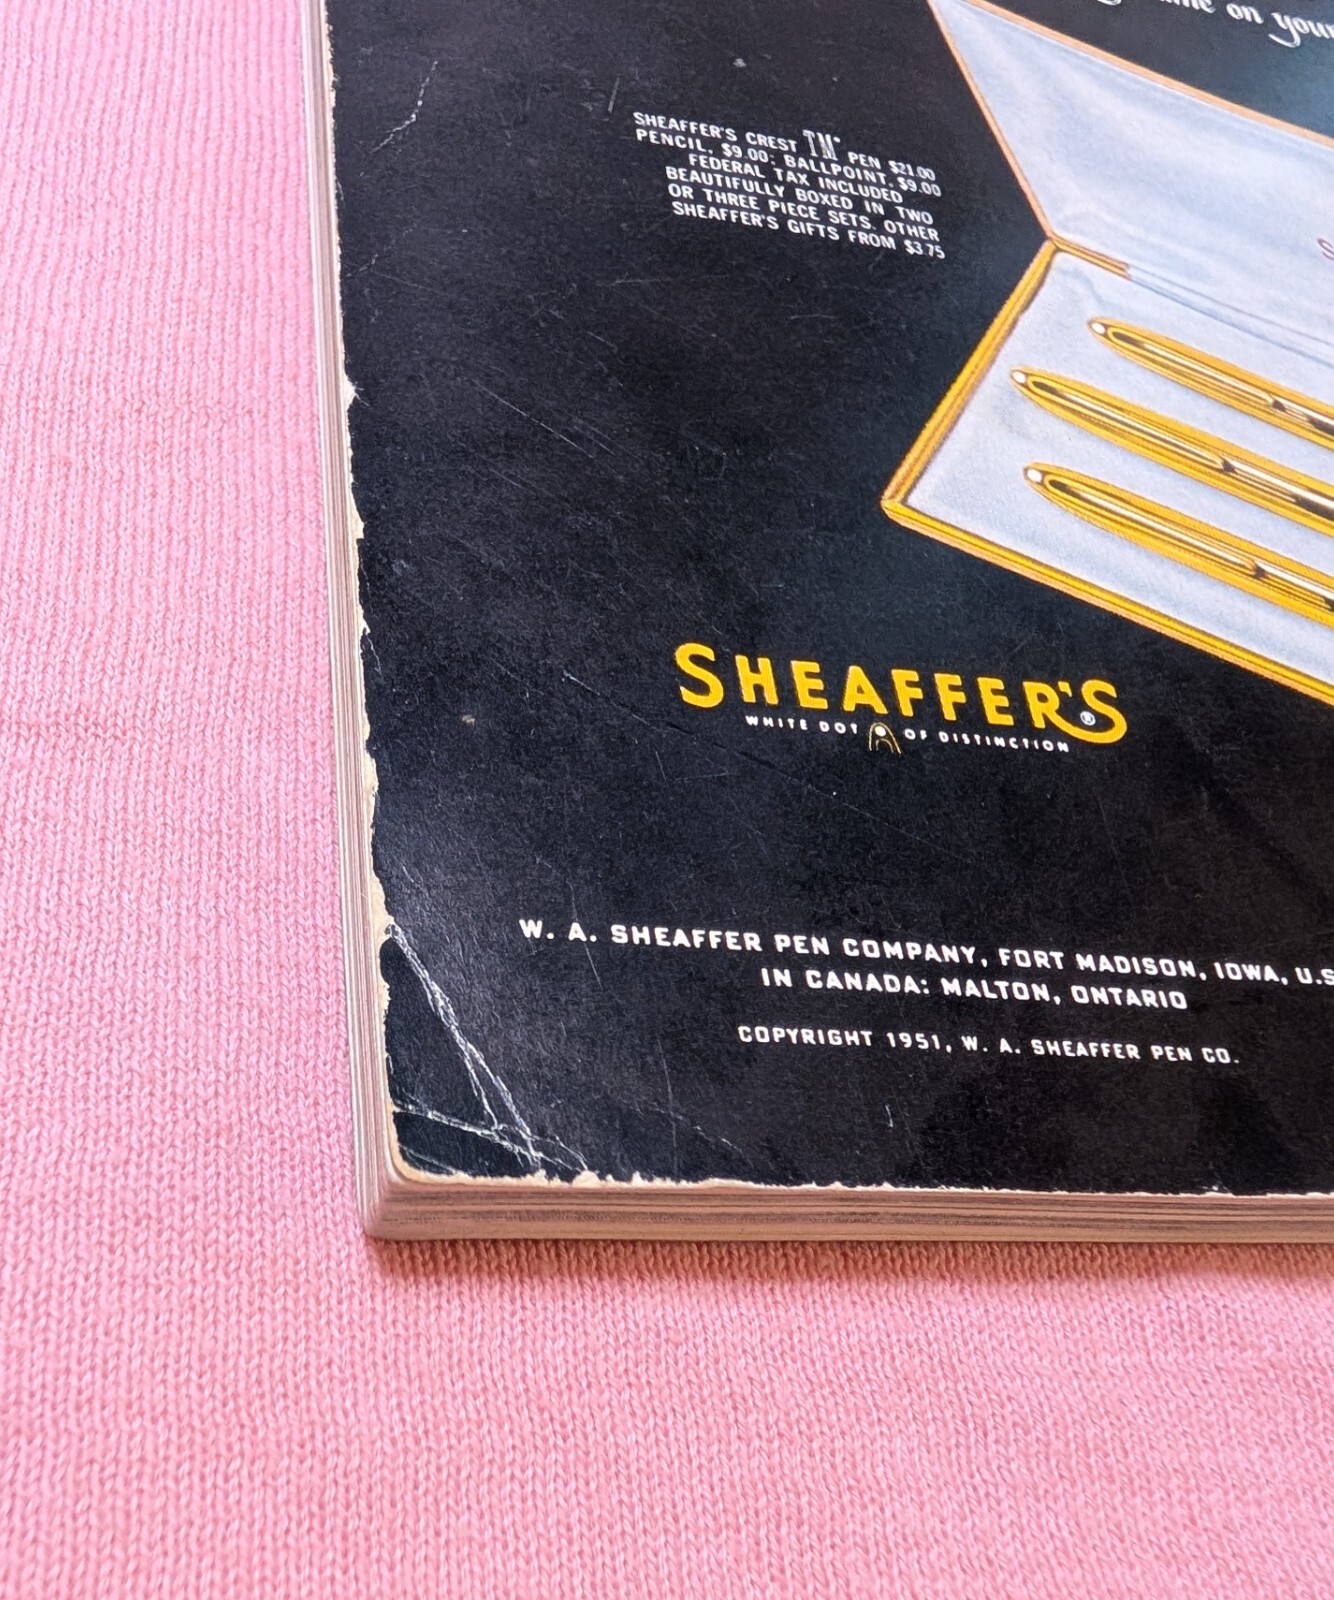 on your
SHEAFFER'S CREST TM* PEN $21.00
PENCIL, $9.00; BALLPOINT, $9.00
FEDERAL TAX INCLUDED
BEAUTIFULLY BOXED IN TWO
OR THREE PIECE SETS. OTHER
SHEAFFER'S GIFTS FROM $3.75
SHEAFFER'S®
WHITE DOT OF DISTINCTION
W. A. SHEAFFER PEN COMPANY, FORT MADISON, IOWA, U.S
IN CANADA: MALTON, ONTARIO
COPYRIGHT 1951, W. A. SHEAFFER PEN CO.